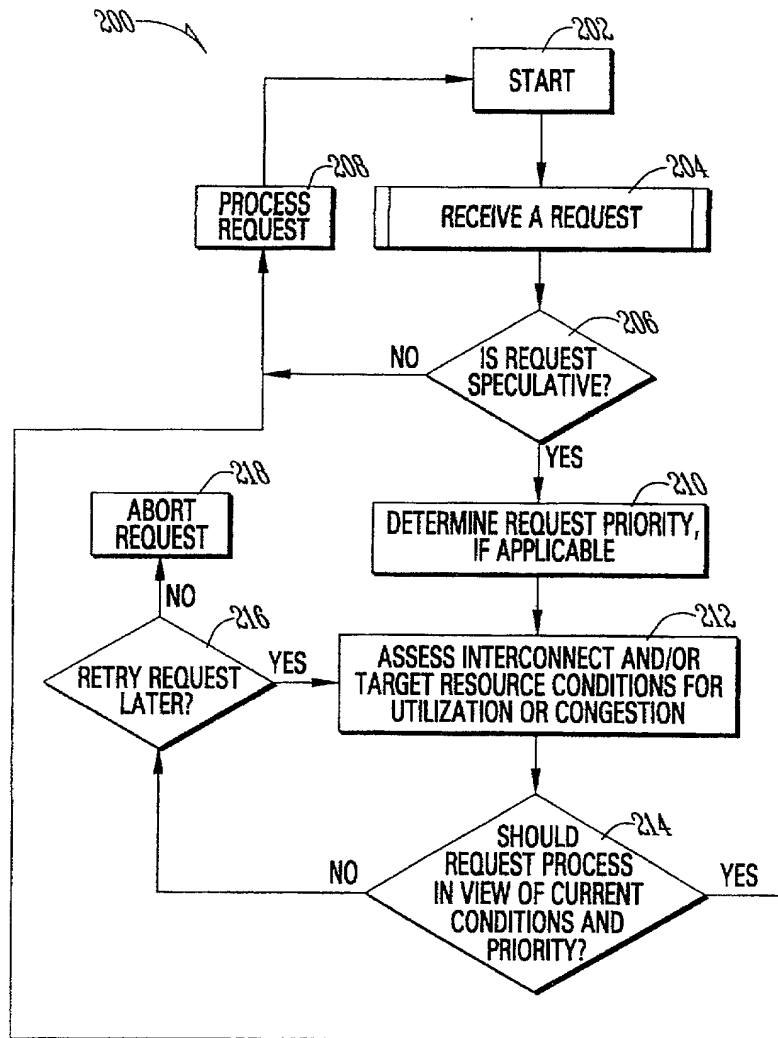 200
202
START
208
PROCESS
REQUEST
204
RECEIVE A REQUEST
206
NO
IS REQUEST
SPECULATIVE?
YES
218
ABORT
REQUEST
210
DETERMINE REQUEST PRIORITY,
IF APPLICABLE
NO
216
RETRY REQUEST
LATER?
YES
212
ASSESS INTERCONNECT AND/OR
TARGET RESOURCE CONDITIONS FOR
UTILIZATION OR CONGESTION
214
NO
SHOULD
REQUEST PROCESS
IN VIEW OF CURRENT
CONDITIONS AND
PRIORITY?
YES